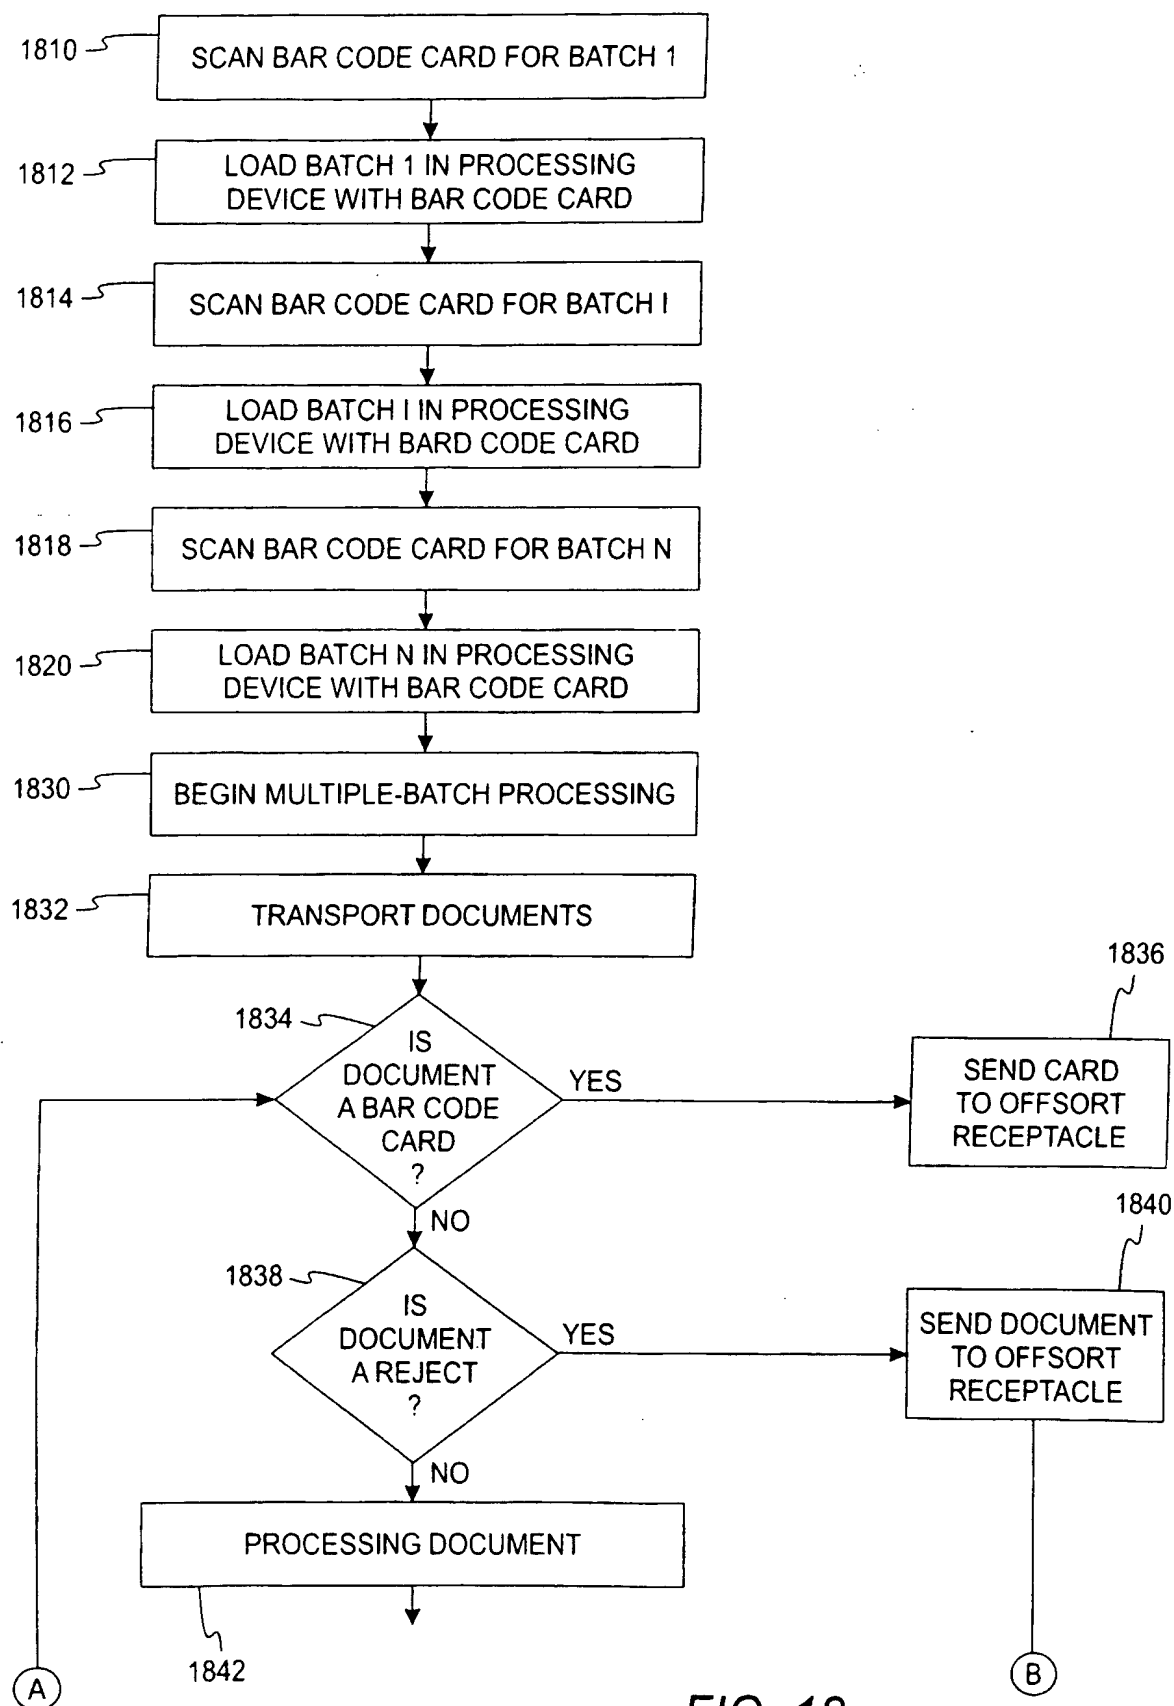 1810
SCAN BAR CODE CARD FOR BATCH 1
1812
LOAD BATCH 1 IN PROCESSING
DEVICE WITH BAR CODE CARD
1814
SCAN BAR CODE CARD FOR BATCH I
1816
LOAD BATCH I IN PROCESSING
DEVICE WITH BARD CODE CARD
1818
SCAN BAR CODE CARD FOR BATCH N
1820
LOAD BATCH N IN PROCESSING
DEVICE WITH BAR CODE CARD
1830
BEGIN MULTIPLE-BATCH PROCESSING
1832
TRANSPORT DOCUMENTS
1834
IS
DOCUMENT
A BAR CODE
CARD
?
YES
1836
SEND CARD
TO OFFSORT
RECEPTACLE
NO
1838
IS
DOCUMENT
A REJECT
?
YES
1840
SEND DOCUMENT
TO OFFSORT
RECEPTACLE
NO
PROCESSING DOCUMENT
1842
A
B
FIG. 18